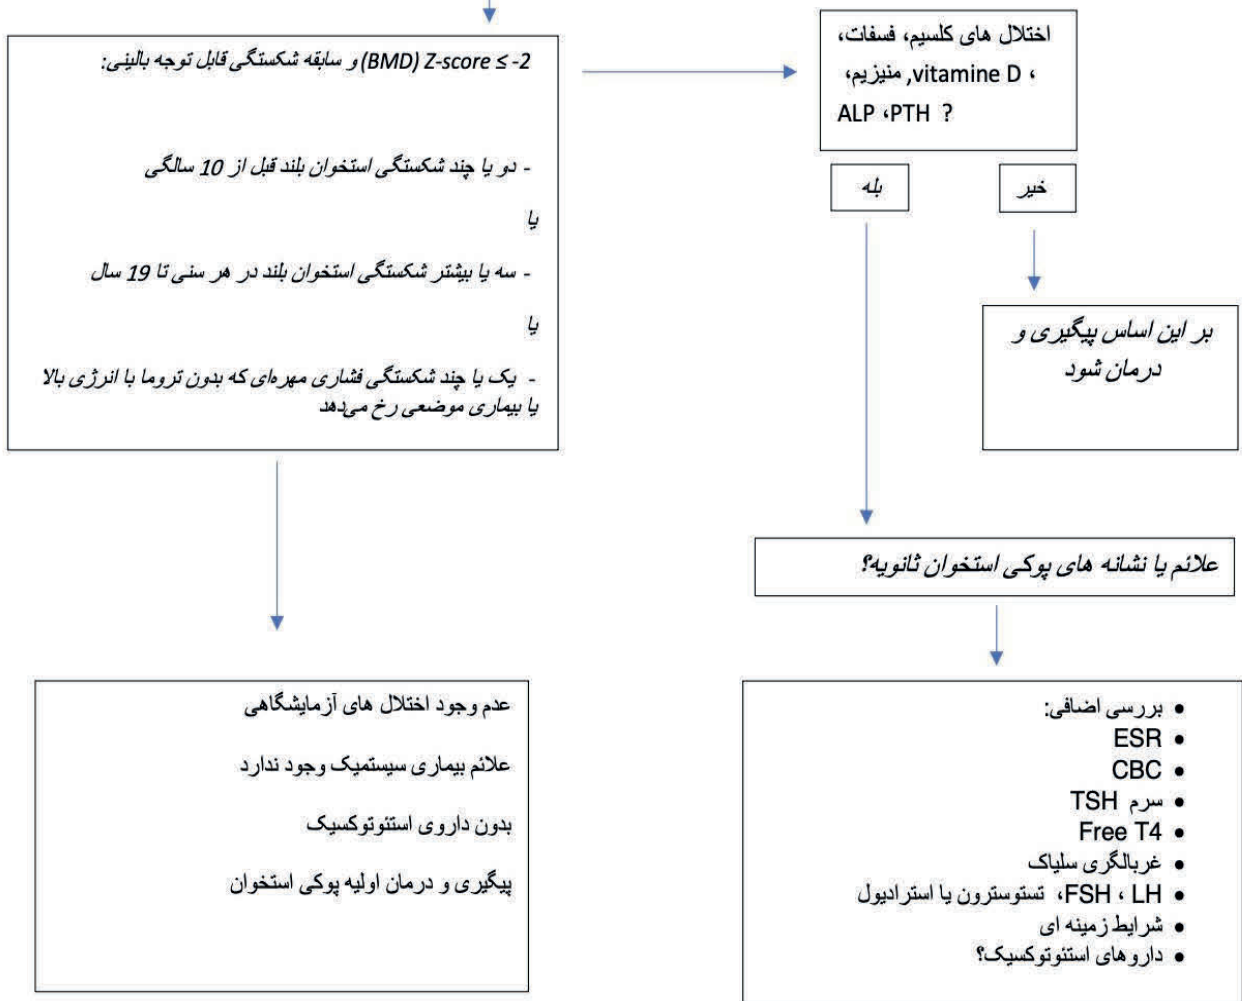 (BMD) Z-score ≤ -2 و سابقه شکستگی قابل توجه بالینی:
- دو یا چند شکستگی استخوان بلند قبل از 10 سالگی
یا
- سه یا بیشتر شکستگی استخوان بلند در هر سنی تا 19 سال
یا
- یک یا چند شکستگی فشاری مهره‌ای که بدون تروما با انرژی بالا
یا بیماری موضعی رخ می‌دهد
اختلال های کلسیم، فسفات،
، vitamine D, منیزیم،
ALP ،PTH ?
بله
خیر
بر این اساس پیگیری و
درمان شود
علائم یا نشانه های پوکی استخوان ثانویه؟
عدم وجود اختلال های آزمایشگاهی
علائم بیماری سیستمیک وجود ندارد
بدون داروی استئوتوکسیک
پیگیری و درمان اولیه پوکی استخوان
• بررسی اضافی:
• ESR
• CBC
• سرم TSH
• Free T4
• غربالگری سلیاک
• FSH ، LH، تستوسترون یا استرادیول
• شرایط زمینه ای
• داروهای استئوتوکسیک؟